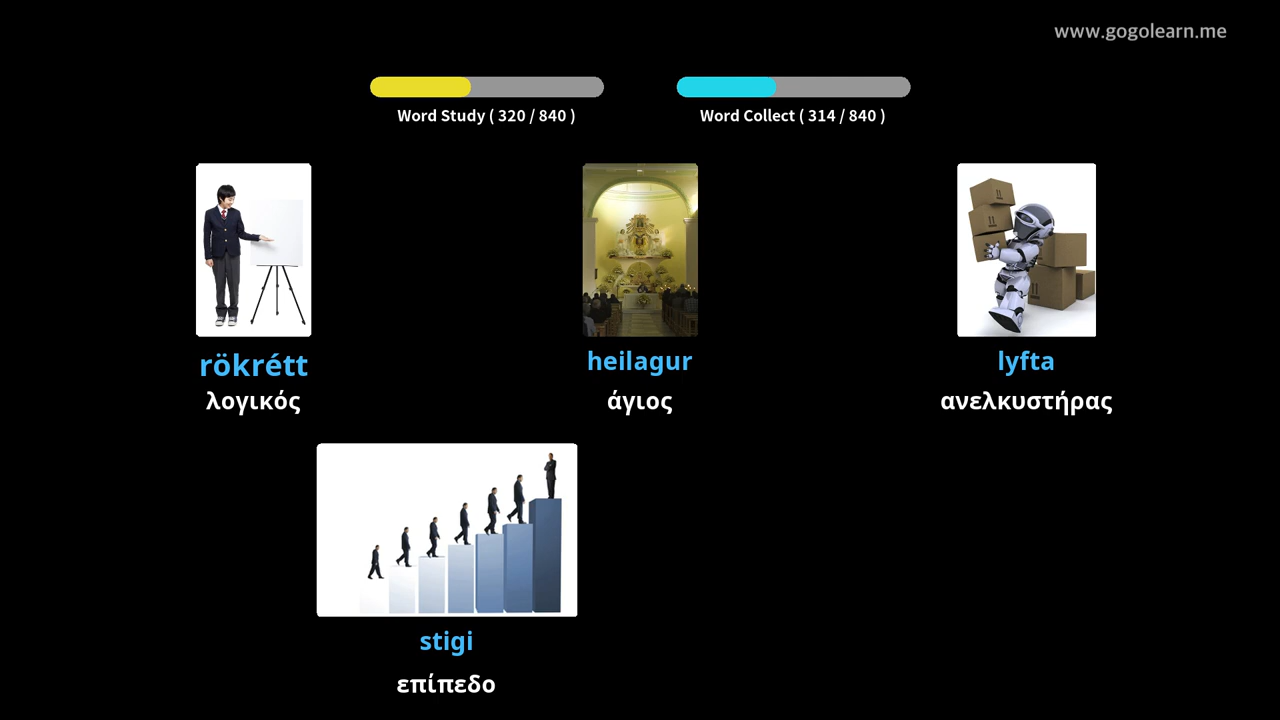 www.gogolearn.me
Word Study ( 320 / 840 )
Word Collect ( 314 / 840 )
rökrétt
λογικός
heilagur
άγιος
lyfta
ανελκυστήρας
stigi
επίπεδο